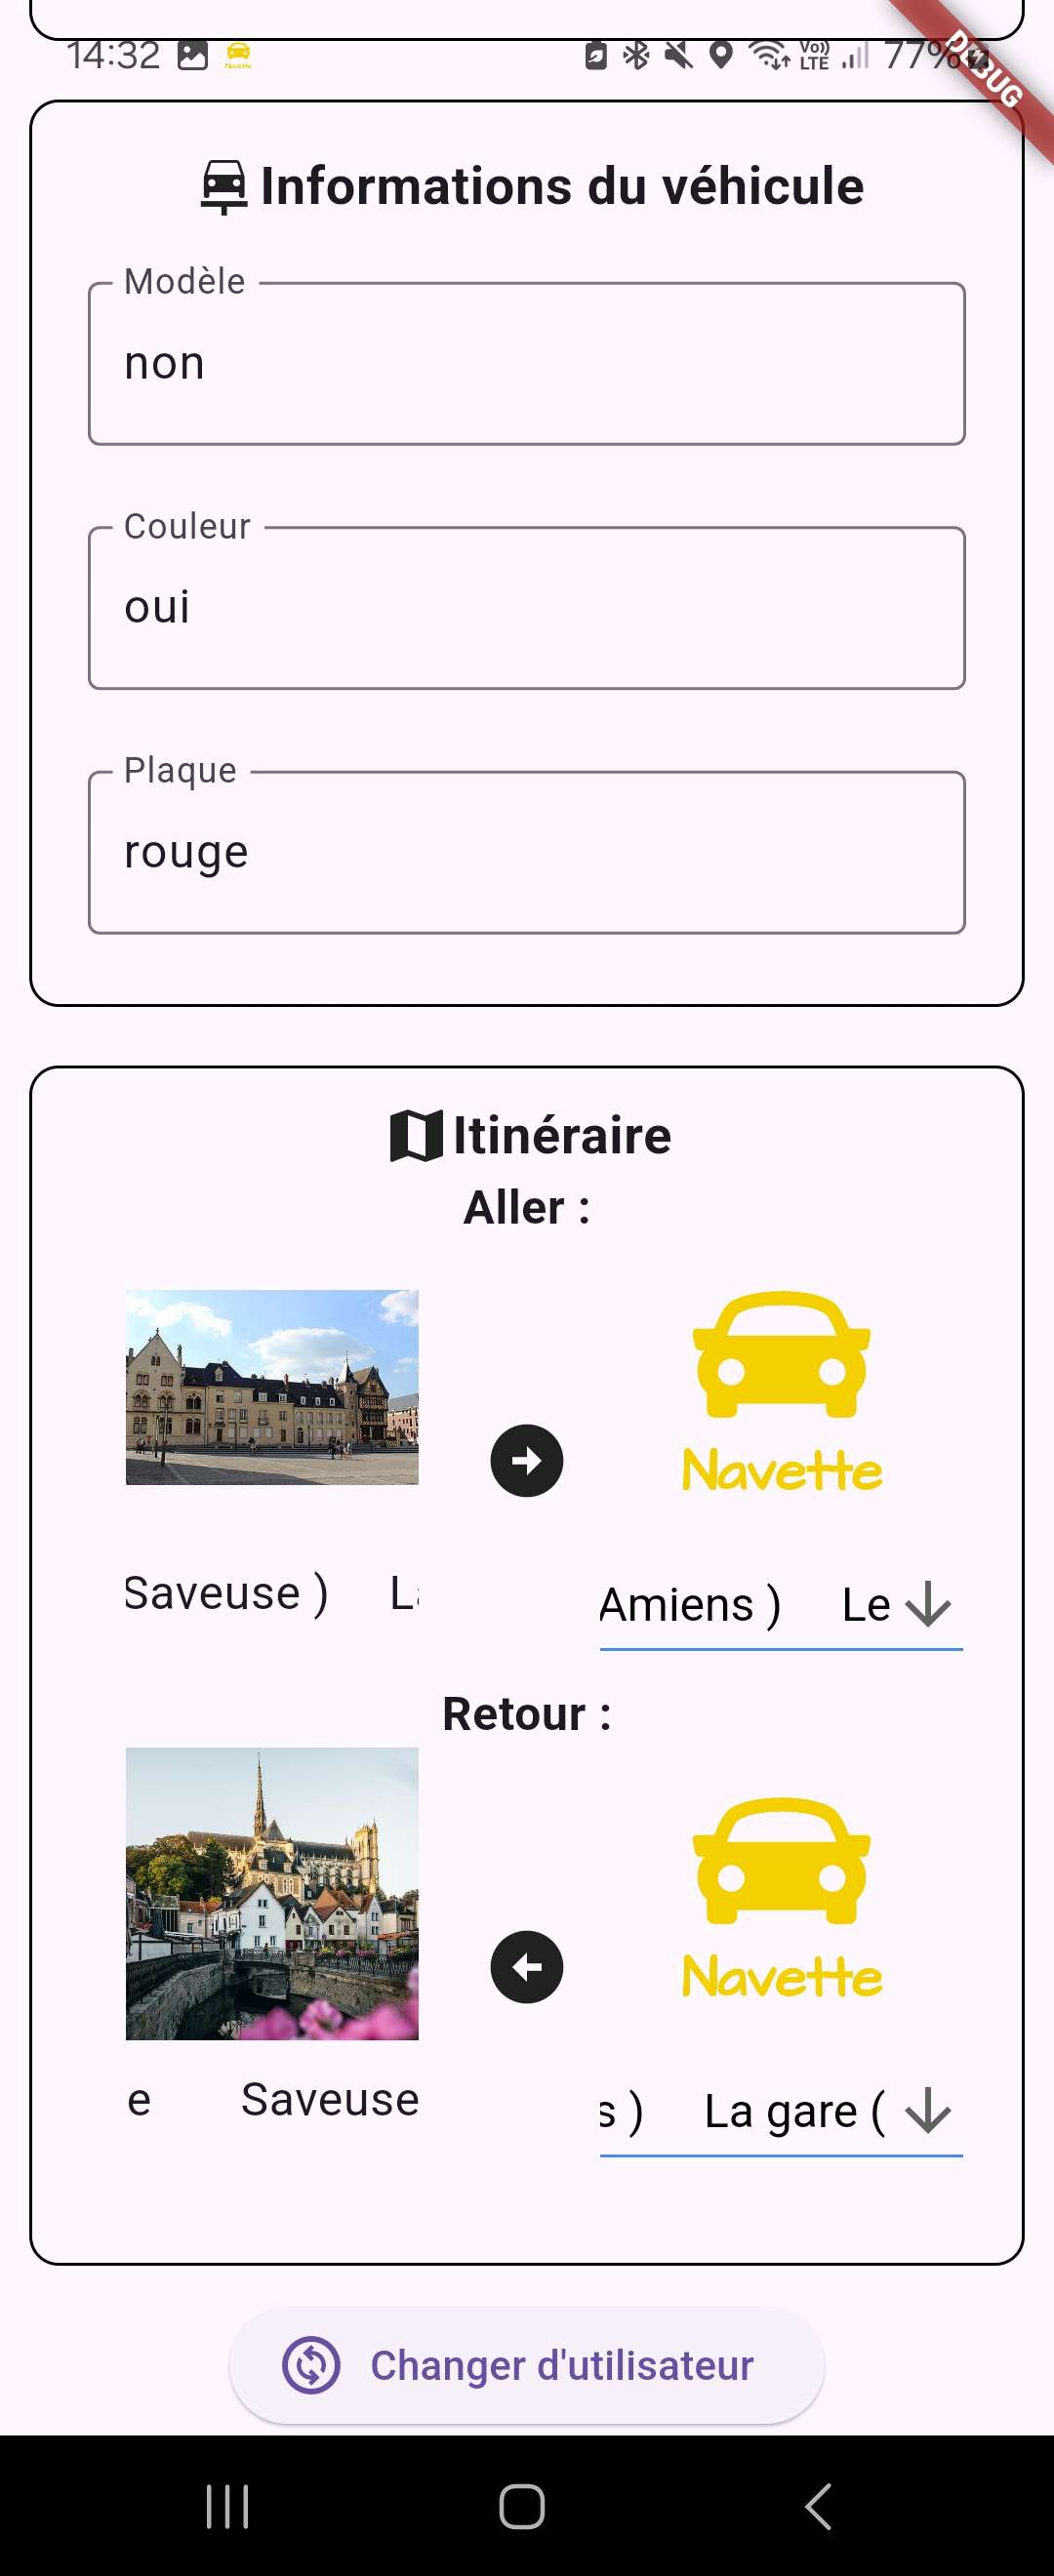 14:32 Navette Vo)) LTE 77%
DEBUG
Informations du véhicule
Modèle
non
Couleur
oui
Plaque
rouge
Itinéraire
Aller :
Navette
Saveuse ) La
Amiens ) Le
Retour :
Navette
e Saveuse
s ) La gare (
Changer d'utilisateur